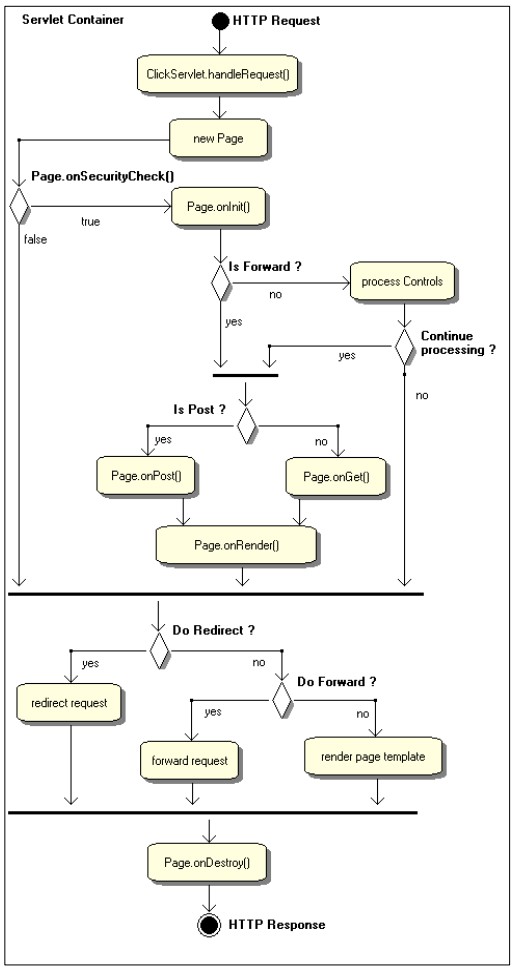 Servlet Container
HTTP Request
ClickServlet.handleRequest()
new Page
Page.onSecurityCheck()
true
Page.onInit()
false
Is Forward ?
no
process Controls
yes
Continue
processing ?
yes
no
Is Post ?
yes
no
Page.onPost()
Page.onGet()
Page.onRender()
Do Redirect ?
yes
no
redirect request
Do Forward ?
yes
no
forward request
render page template
Page.onDestroy()
HTTP Response